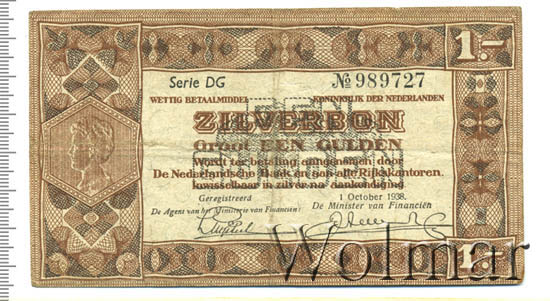 1.-
Serie DG
№ 989727
WETTIG BETAALMIDDEL KONINKRIJK DER NEDERLANDEN
ZILVERBON
Groot EEN GULDEN
Wordt ter betaling aangenomen door
De Nederlandsche Bank en aan alle Rijkskantoren.
Inwisselbaar in zilver na aankondiging.
Geregistreerd 1 October 1938.
De Agent van het Ministerie van Financiën: De Minister van Financiën
1.-
Wolmar